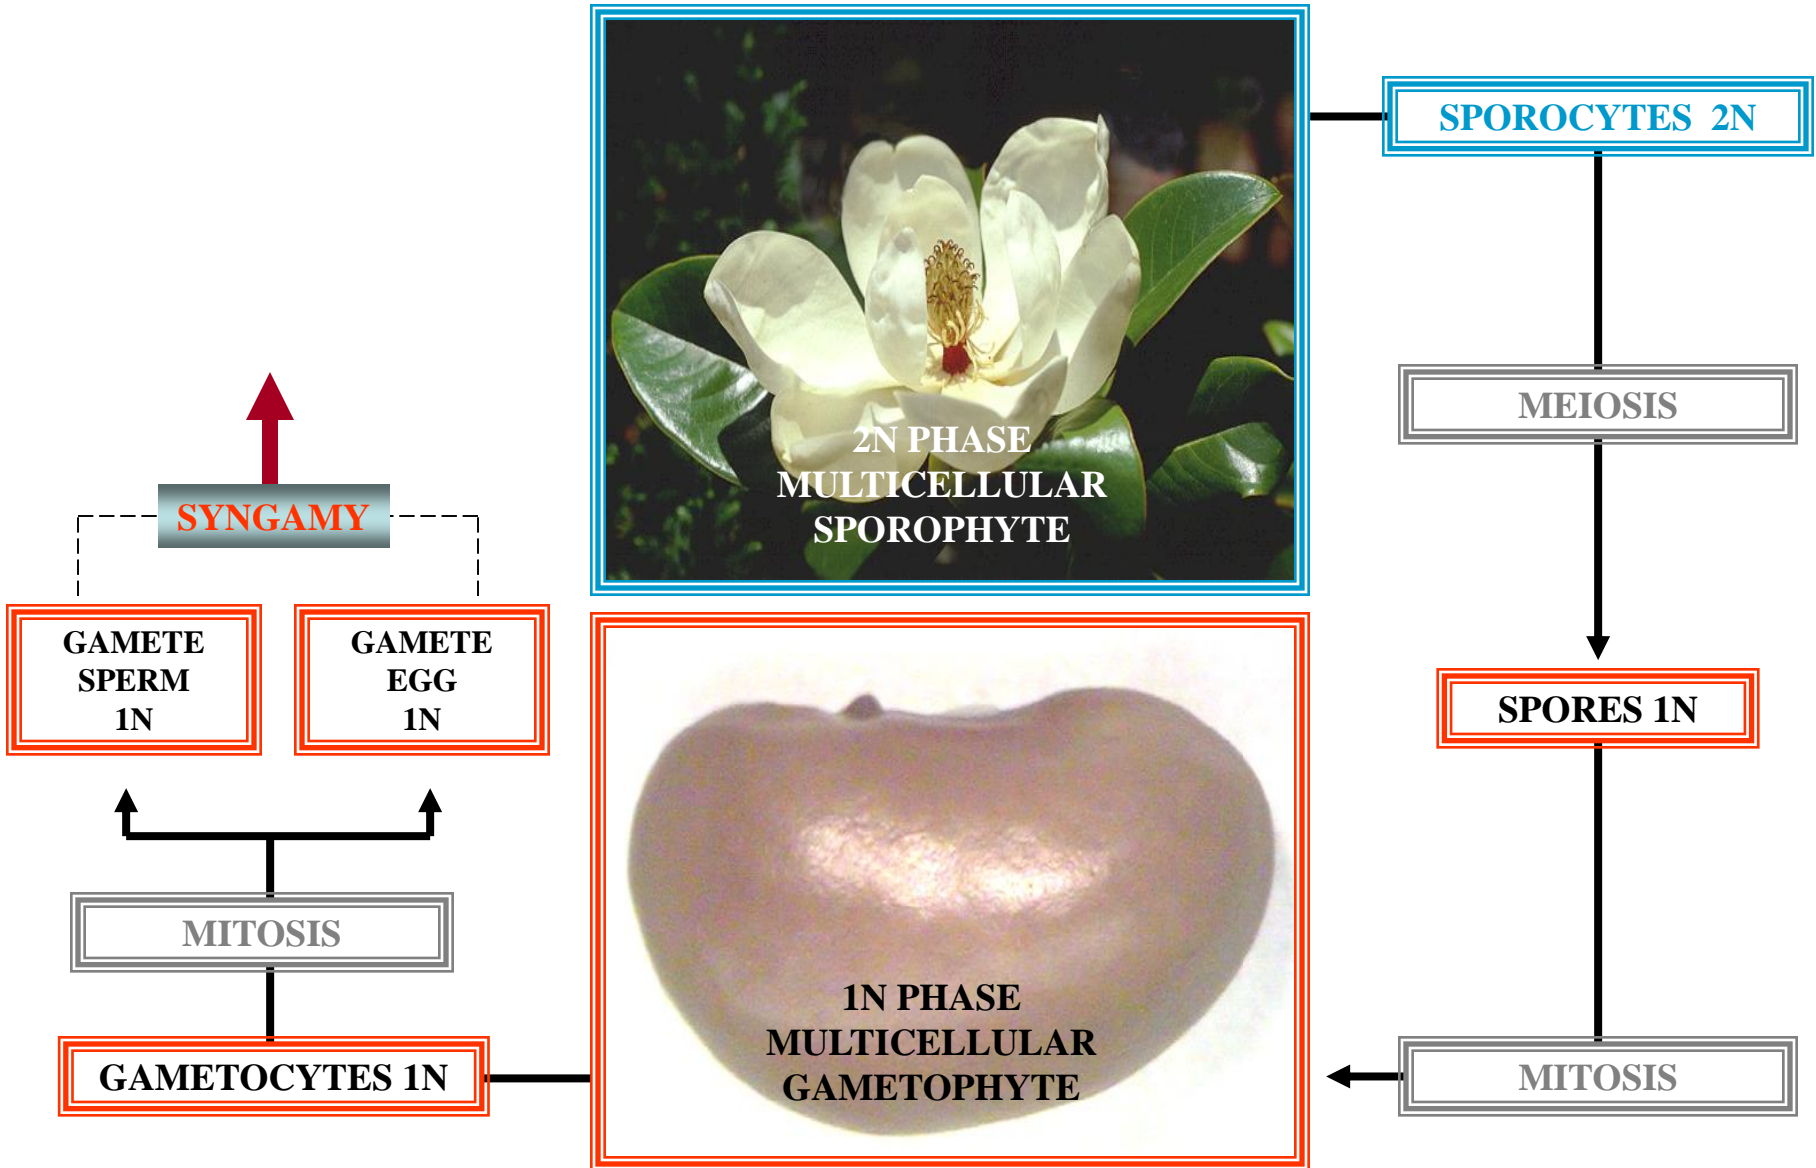 SPOROCYTES 2N
MEIOSIS
2N PHASE
MULTICELLULAR
SPOROPHYTE
SYNGAMY
GAMETE
SPERM
1N
GAMETE
EGG
1N
SPORES 1N
MITOSIS
1N PHASE
MULTICELLULAR
GAMETOPHYTE
GAMETOCYTES 1N
MITOSIS